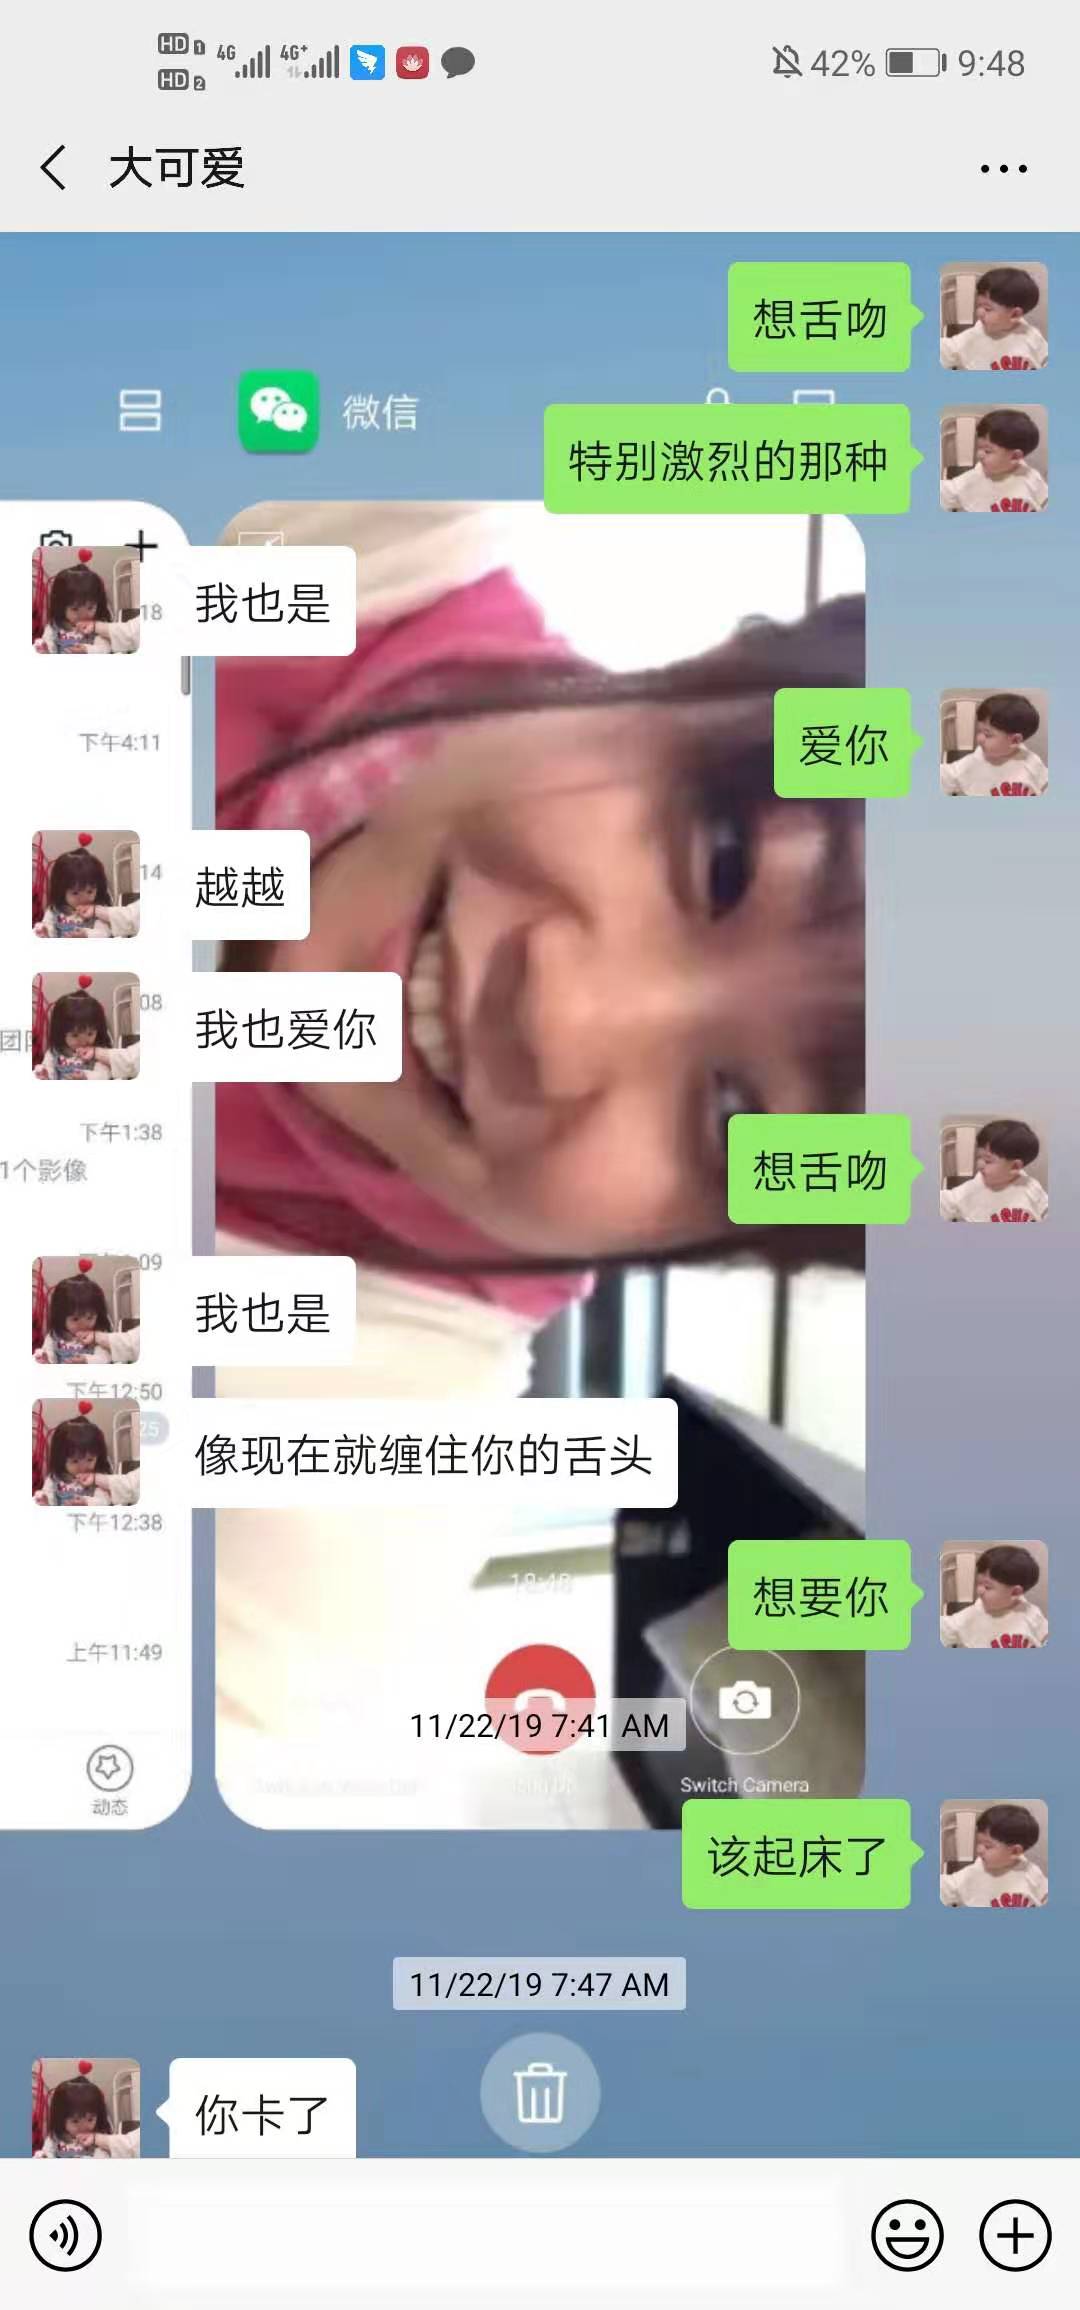 HD 1 4G 4G+ 42% 9:48
HD 2
大可爱
想舌吻
微信
特别激烈的那种
我也是
18
下午4:11
爱你
越越
14
我也爱你
08
下午1:38
1个影像
想舌吻
09
我也是
下午12:50
25
像现在就缠住你的舌头
下午12:38
18:48
想要你
上午11:49
11/22/19 7:41 AM
Switch Camera
动态
该起床了
11/22/19 7:47 AM
你卡了